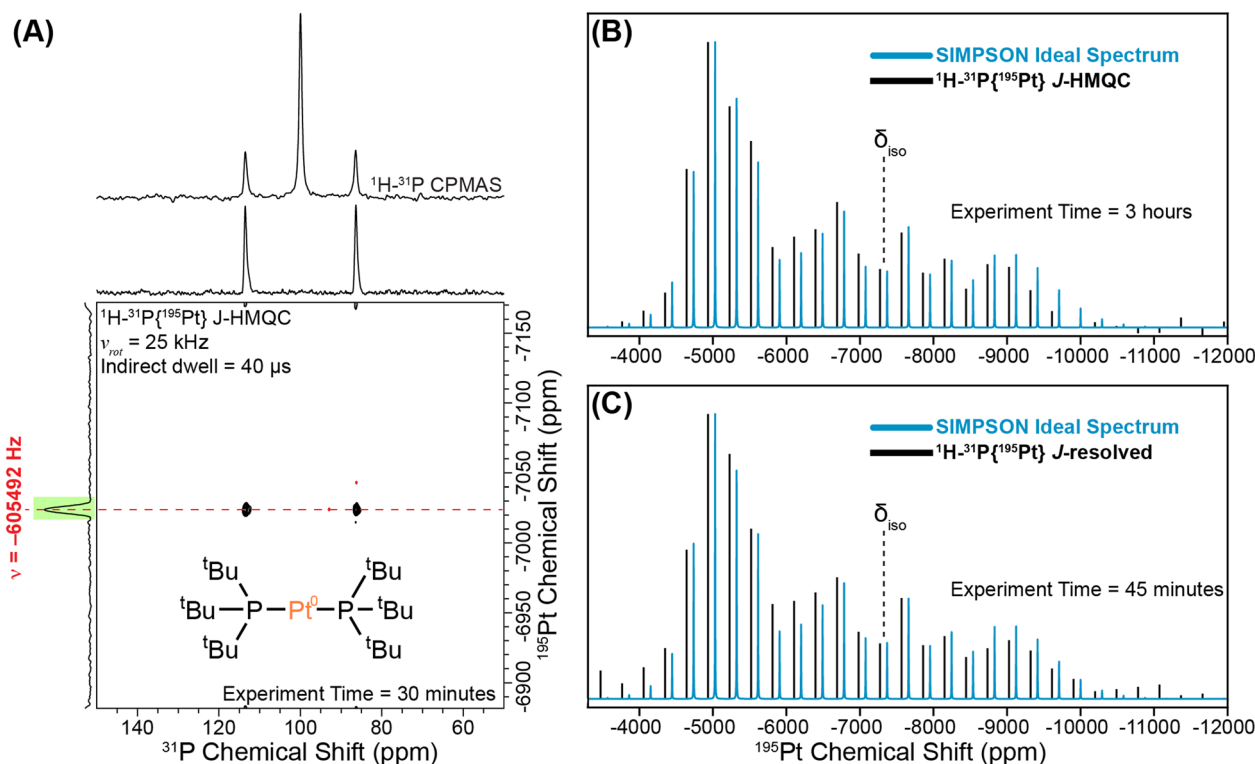 (A)
¹H-³¹P CPMAS
¹H-³¹P{¹⁹⁵Pt} J-HMQC
νrot = 25 kHz
Indirect dwell = 40 µs
ν = –605492 Hz
ᵗBu
ᵗBu
ᵗBu
P
Pt⁰
P
ᵗBu
ᵗBu
ᵗBu
Experiment Time = 30 minutes
140 120 100 80 60
³¹P Chemical Shift (ppm)
-7150
-7100
-7050
-7000
-6950
-6900
¹⁹⁵Pt Chemical Shift (ppm)
(B)
SIMPSON Ideal Spectrum
¹H-³¹P{¹⁹⁵Pt} J-HMQC
δiso
Experiment Time = 3 hours
-4000 -5000 -6000 -7000 -8000 -9000 -10000 -11000 -12000
(C)
SIMPSON Ideal Spectrum
¹H-³¹P{¹⁹⁵Pt} J-resolved
δiso
Experiment Time = 45 minutes
-4000 -5000 -6000 -7000 -8000 -9000 -10000 -11000 -12000
¹⁹⁵Pt Chemical Shift (ppm)